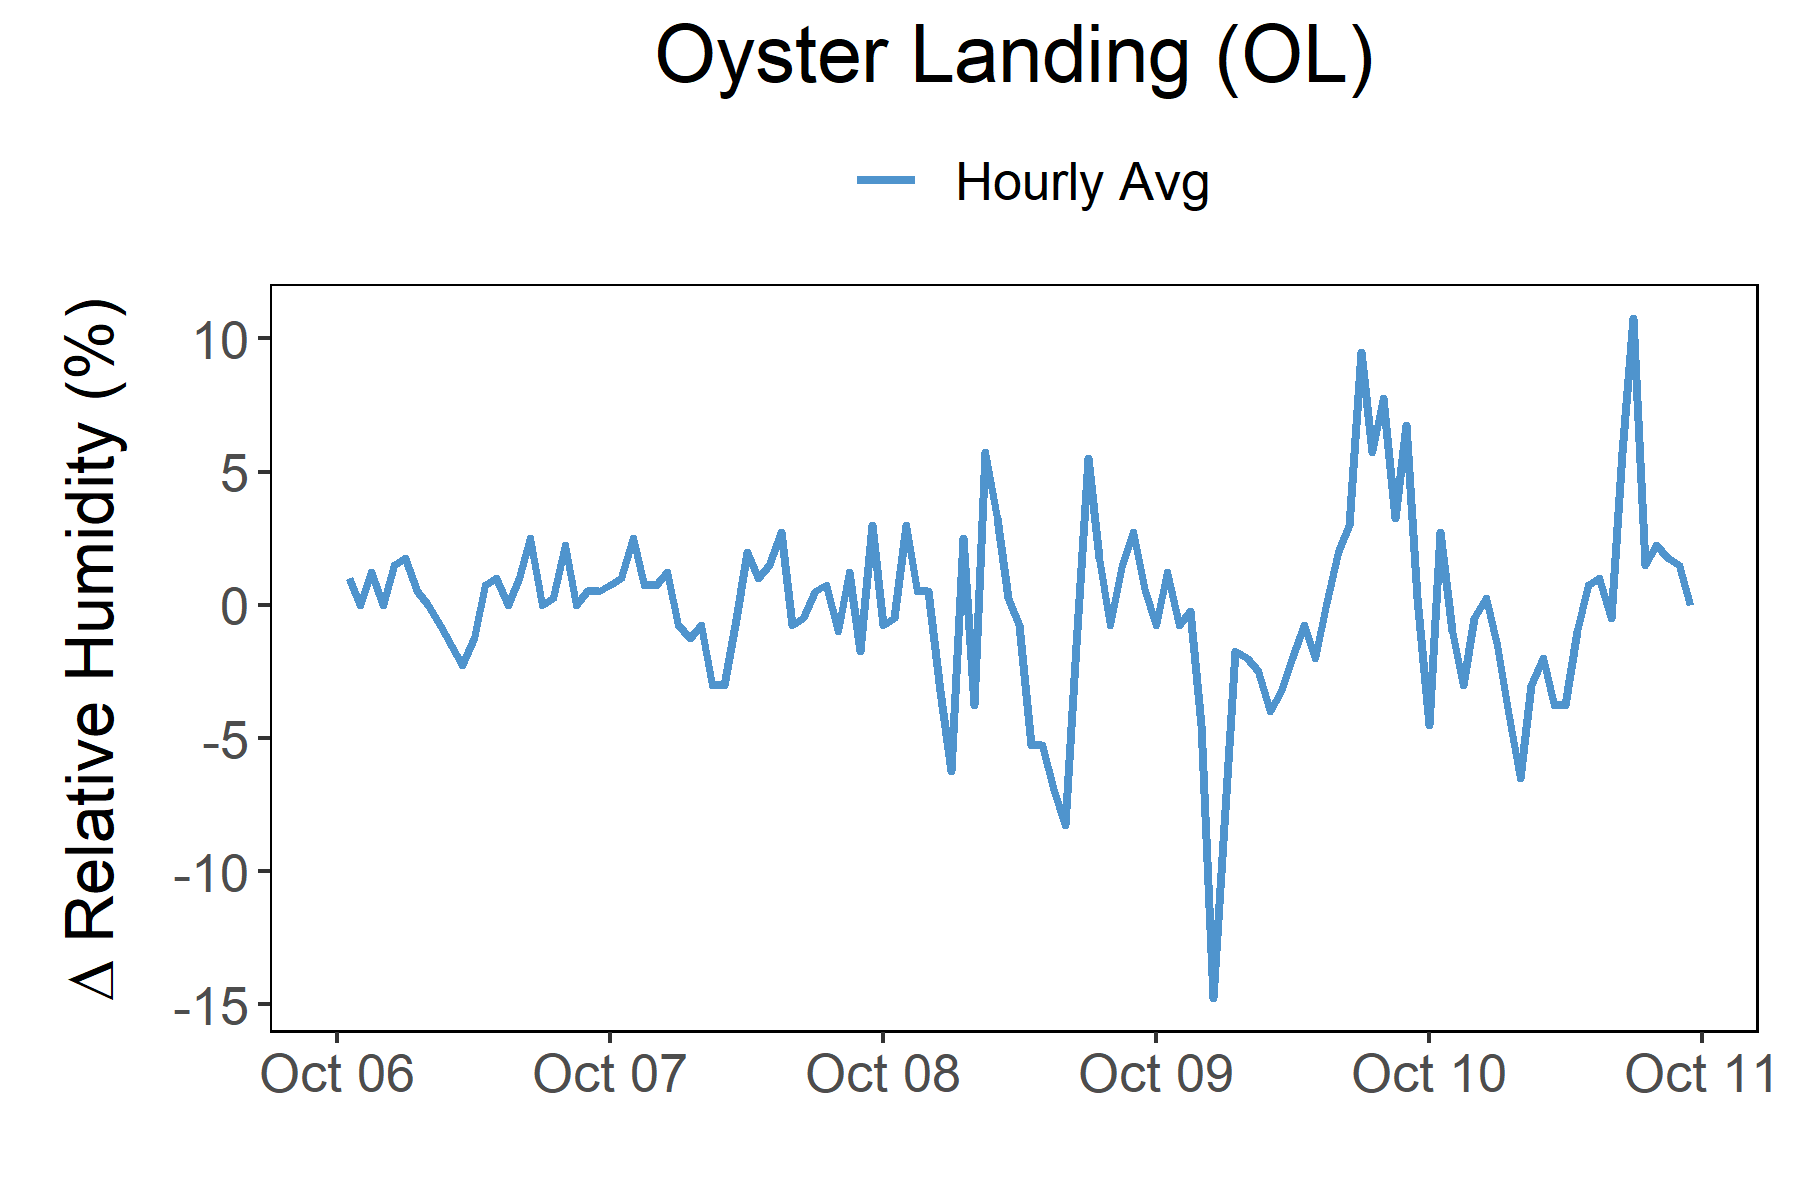 Oyster Landing (OL)
Hourly Avg
Δ Relative Humidity (%)
10
5
0
-5
-10
-15
Oct 06
Oct 07
Oct 08
Oct 09
Oct 10
Oct 11